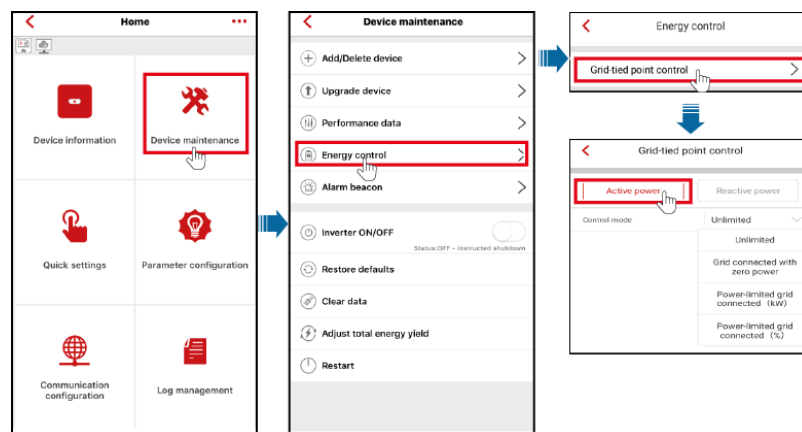 Home
Device information
Device maintenance
Quick settings
Parameter configuration
Communication
configuration
Log management
Device maintenance
Add/Delete device
Upgrade device
Performance data
Energy control
Alarm beacon
Inverter ON/OFF
Status:OFF - instructed shutdown
Restore defaults
Clear data
Adjust total energy yield
Restart
Energy control
Grid-tied point control
Grid-tied point control
Active power
Reactive power
Control mode
Unlimited
Unlimited
Grid connected with
zero power
Power-limited grid
connected (kW)
Power-limited grid
connected (%)